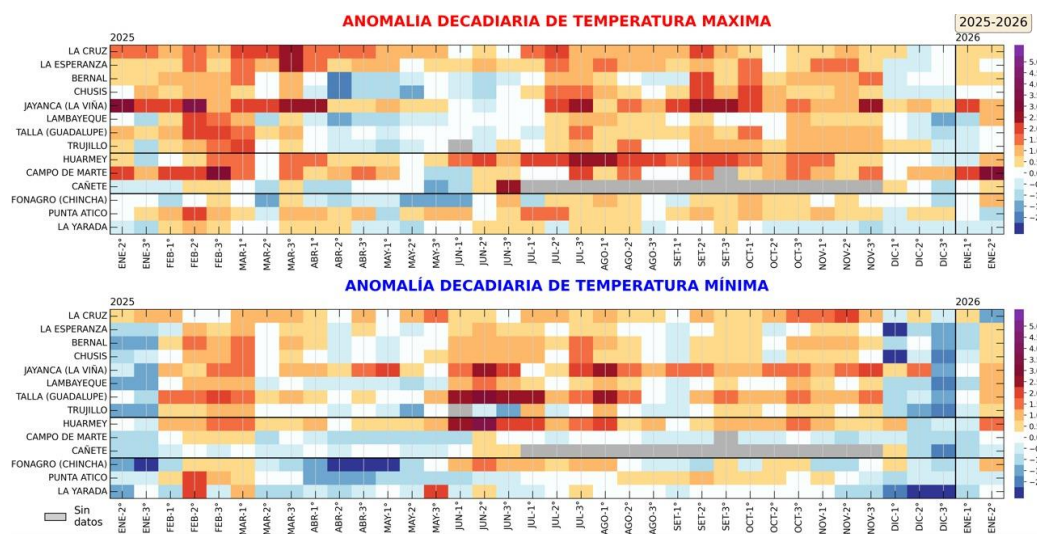 ANOMALIA DECADIARIA DE TEMPERATURA MAXIMA
2025-2026
2025
2026
LA CRUZ
LA ESPERANZA
BERNAL
CHUSIS
JAYANCA (LA VIÑA)
LAMBAYEQUE
TALLA (GUADALUPE)
TRUJILLO
HUARMEY
CAMPO DE MARTE
CAÑETE
FONAGRO (CHINCHA)
PUNTA ATICO
LA YARADA
ENE-2° ENE-3° FEB-1° FEB-2° FEB-3° MAR-1° MAR-2° MAR-3° ABR-1° ABR-2° ABR-3° MAY-1° MAY-2° MAY-3° JUN-1° JUN-2° JUN-3° JUL-1° JUL-2° JUL-3° AGO-1° AGO-2° AGO-3° SET-1° SET-2° SET-3° OCT-1° OCT-2° OCT-3° NOV-1° NOV-2° NOV-3° DIC-1° DIC-2° DIC-3° ENE-1° ENE-2°
ANOMALÍA DECADIARIA DE TEMPERATURA MÍNIMA
2025
2026
LA CRUZ
LA ESPERANZA
BERNAL
CHUSIS
JAYANCA (LA VIÑA)
LAMBAYEQUE
TALLA (GUADALUPE)
TRUJILLO
HUARMEY
CAMPO DE MARTE
CAÑETE
FONAGRO (CHINCHA)
PUNTA ATICO
LA YARADA
Sin
datos
ENE-2° ENE-3° FEB-1° FEB-2° FEB-3° MAR-1° MAR-2° MAR-3° ABR-1° ABR-2° ABR-3° MAY-1° MAY-2° MAY-3° JUN-1° JUN-2° JUN-3° JUL-1° JUL-2° JUL-3° AGO-1° AGO-2° AGO-3° SET-1° SET-2° SET-3° OCT-1° OCT-2° OCT-3° NOV-1° NOV-2° NOV-3° DIC-1° DIC-2° DIC-3° ENE-1° ENE-2°